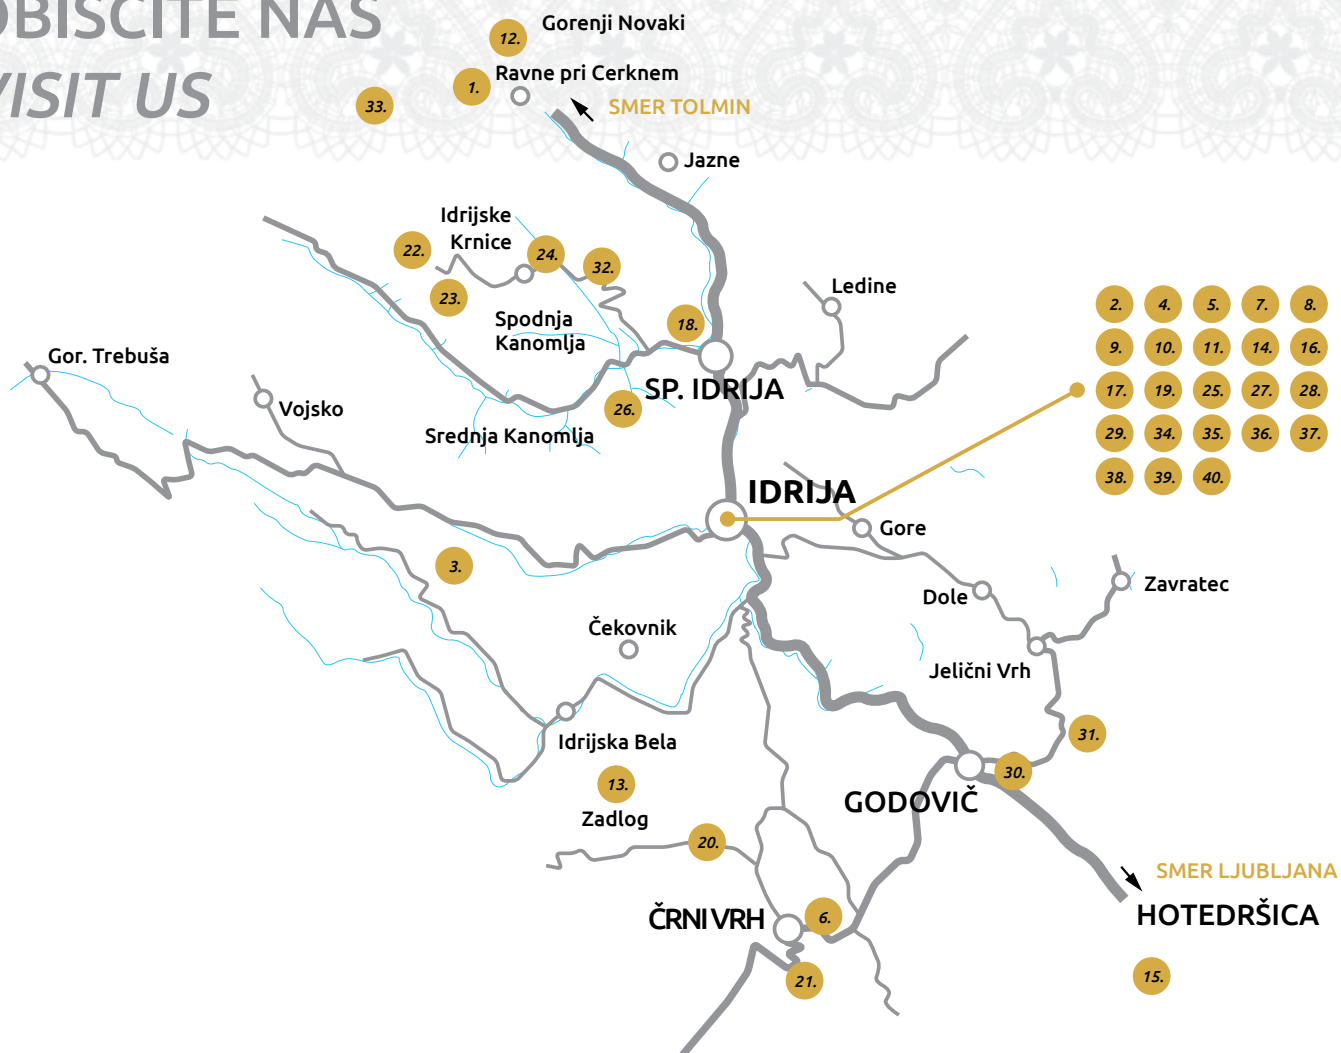 OBIŠČITE NAS
VISIT US
12.
Gorenji Novaki
1.
Ravne pri Cerknem
33.
SMER TOLMIN
Jazne
Idrijske
Krnice
22.
24.
32.
23.
Ledine
Spodnja
Kanomlja
18.
Gor. Trebuša
SP. IDRIJA
Vojsko
26.
Srednja Kanomlja
2. 4. 5. 7. 8.
9. 10. 11. 14. 16.
17. 19. 25. 27. 28.
29. 34. 35. 36. 37.
38. 39. 40.
IDRIJA
Gore
3.
Dole
Zavratec
Čekovnik
Jelični Vrh
Idrijska Bela
31.
13.
30.
Zadlog
GODOVIČ
20.
SMER LJUBLJANA
ČRNI VRH
6.
HOTEDRŠICA
21.
15.